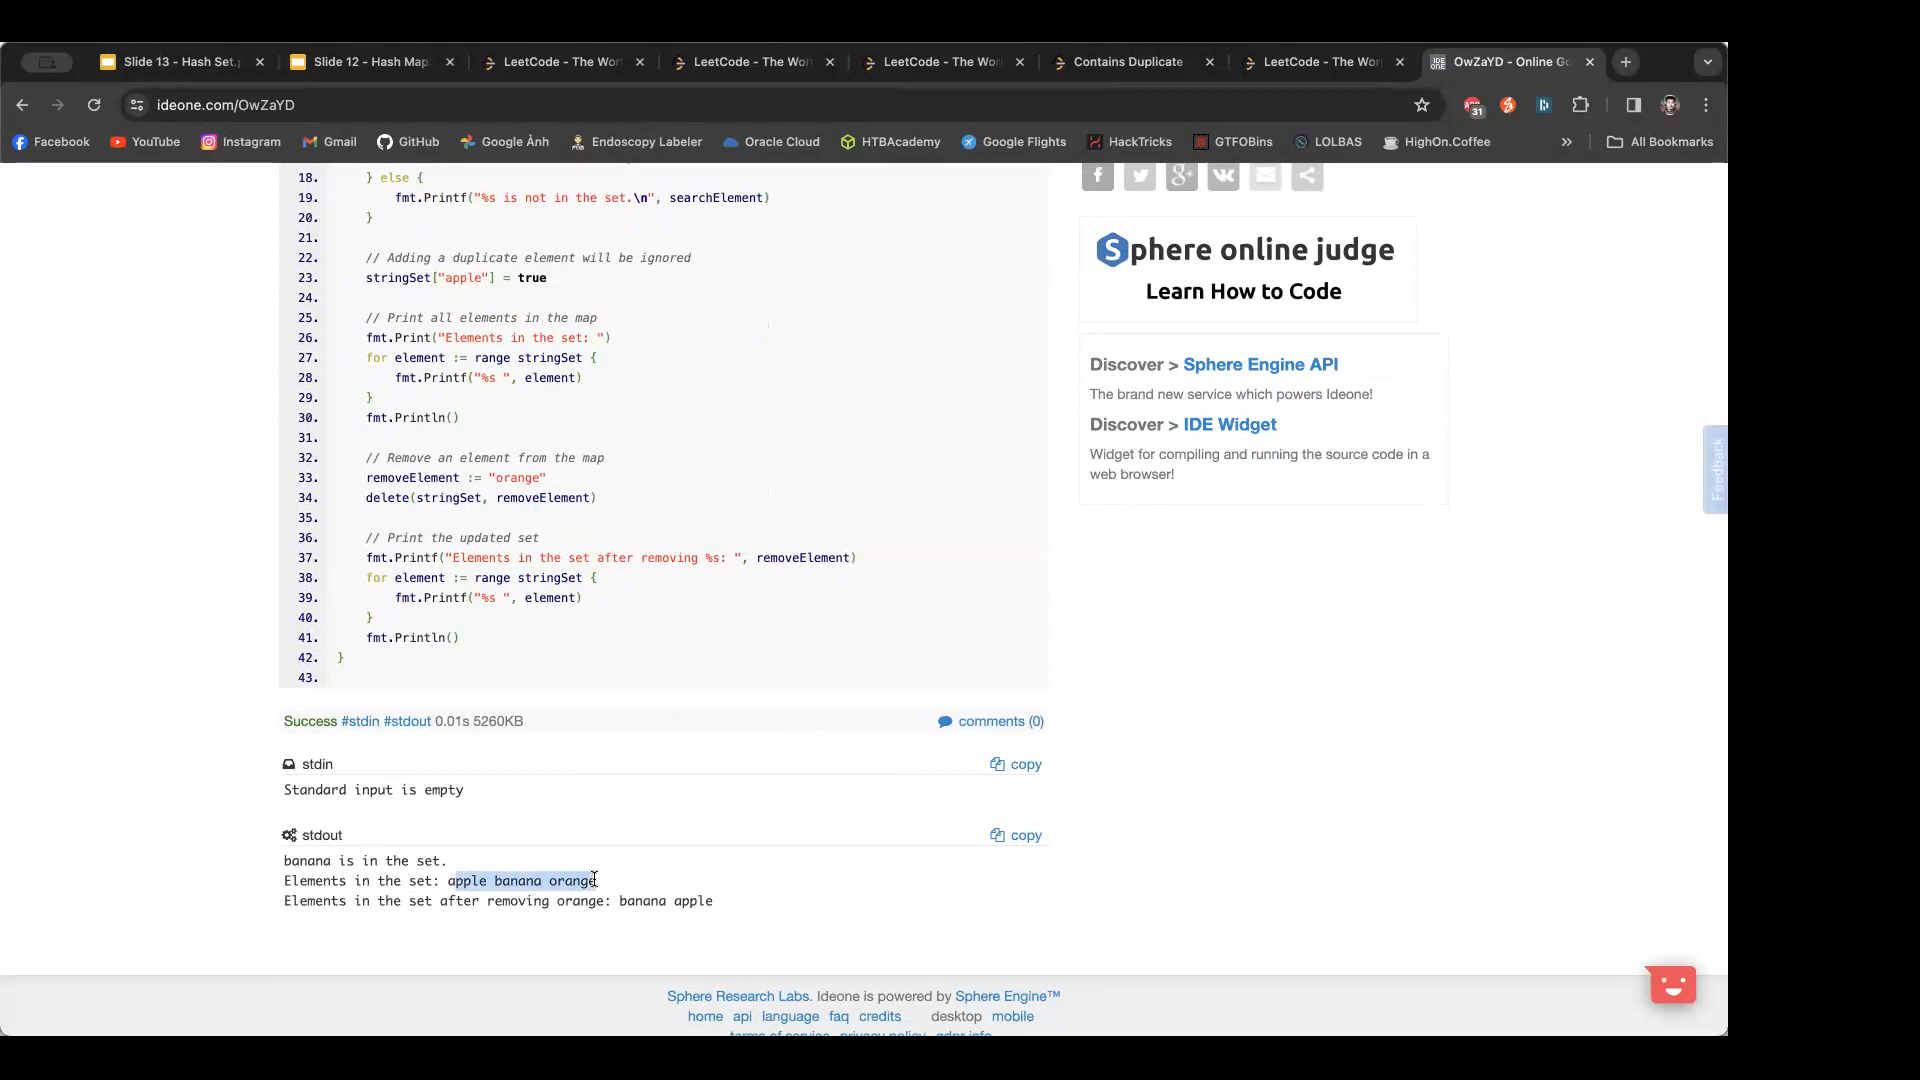 Slide 13 - Hash Set.
Slide 12 - Hash Map.
LeetCode - The Wor
LeetCode - The Wor
LeetCode - The Wor
Contains Duplicate
LeetCode - The Wor
OwZaYD - Online Go
ideone.com/OwZaYD
31
Facebook
YouTube
Instagram
Gmail
GitHub
Google Ảnh
Endoscopy Labeler
Oracle Cloud
HTBAcademy
Google Flights
HackTricks
GTFOBins
LOLBAS
HighOn.Coffee
All Bookmarks
18. } else {
19. fmt.Printf("%s is not in the set.\n", searchElement)
20. }
21.
22. // Adding a duplicate element will be ignored
23. stringSet["apple"] = true
24.
25. // Print all elements in the map
26. fmt.Print("Elements in the set: ")
27. for element := range stringSet {
28. fmt.Printf("%s ", element)
29. }
30. fmt.Println()
31.
32. // Remove an element from the map
33. removeElement := "orange"
34. delete(stringSet, removeElement)
35.
36. // Print the updated set
37. fmt.Printf("Elements in the set after removing %s: ", removeElement)
38. for element := range stringSet {
39. fmt.Printf("%s ", element)
40. }
41. fmt.Println()
42. }
43.
Success #stdin #stdout 0.01s 5260KB
comments (0)
stdin
copy
Standard input is empty
stdout
copy
banana is in the set.
Elements in the set: apple banana orange
Elements in the set after removing orange: banana apple
Sphere online judge
Learn How to Code
Discover > Sphere Engine API
The brand new service which powers Ideone!
Discover > IDE Widget
Widget for compiling and running the source code in a
web browser!
Feedback
Sphere Research Labs. Ideone is powered by Sphere Engine™
home api language faq credits desktop mobile
terms of service privacy policy gdpr info